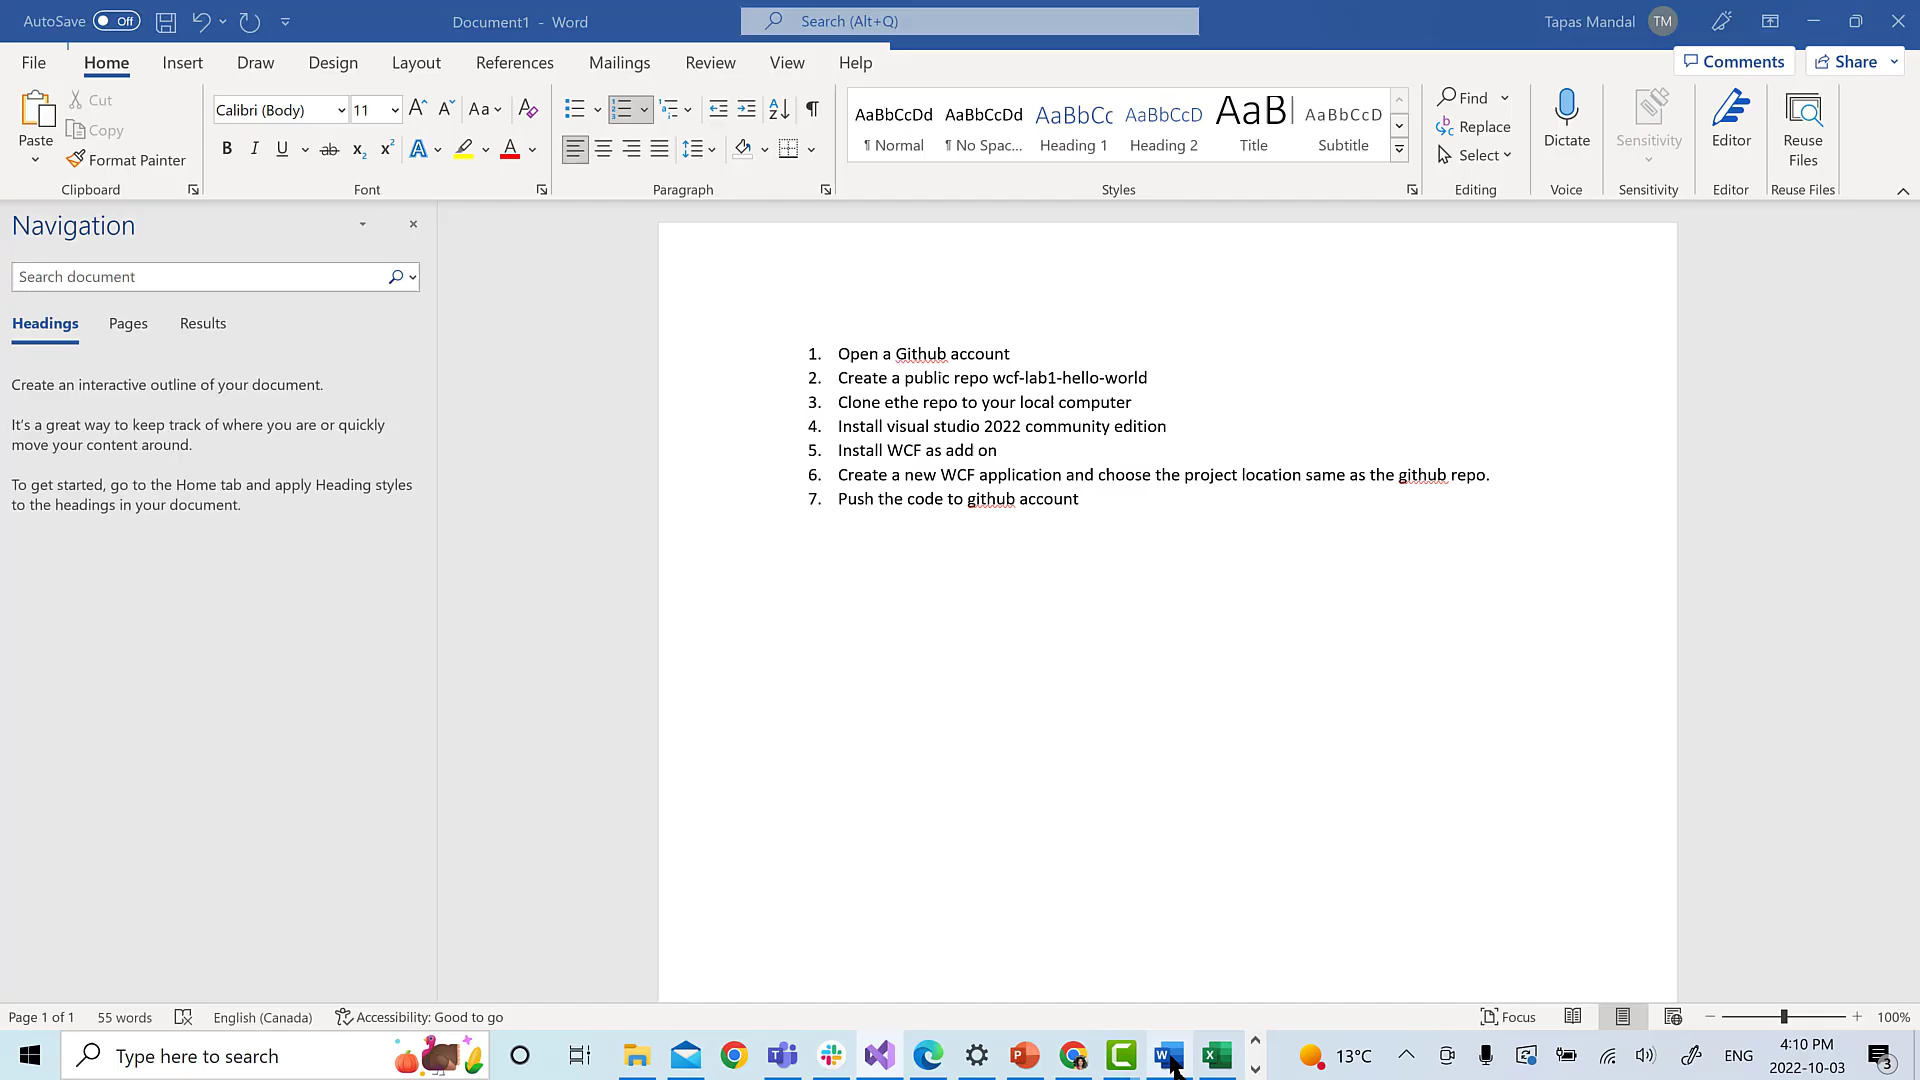 AutoSave Off Document1 - Word Search (Alt+Q) Tapas Mandal TM
File Home Insert Draw Design Layout References Mailings Review View Help Comments Share
Paste Cut Copy Format Painter Clipboard
Calibri (Body) 11 Aa Font
Paragraph
AaBbCcDd AaBbCcDd AaBbCc AaBbCcD AaB AaBbCcD
¶ Normal ¶ No Spac... Heading 1 Heading 2 Title Subtitle
Styles
Find Replace Select Editing
Dictate Voice
Sensitivity Sensitivity
Editor Editor
Reuse Files Reuse Files
Navigation
Search document
Headings Pages Results
Create an interactive outline of your document.
It's a great way to keep track of where you are or quickly
move your content around.
To get started, go to the Home tab and apply Heading styles
to the headings in your document.
1. Open a Github account
2. Create a public repo wcf-lab1-hello-world
3. Clone ethe repo to your local computer
4. Install visual studio 2022 community edition
5. Install WCF as add on
6. Create a new WCF application and choose the project location same as the github repo.
7. Push the code to github account
Page 1 of 1 55 words English (Canada) Accessibility: Good to go Focus 100%
Type here to search 13°C ENG 4:10 PM
2022-10-03 3